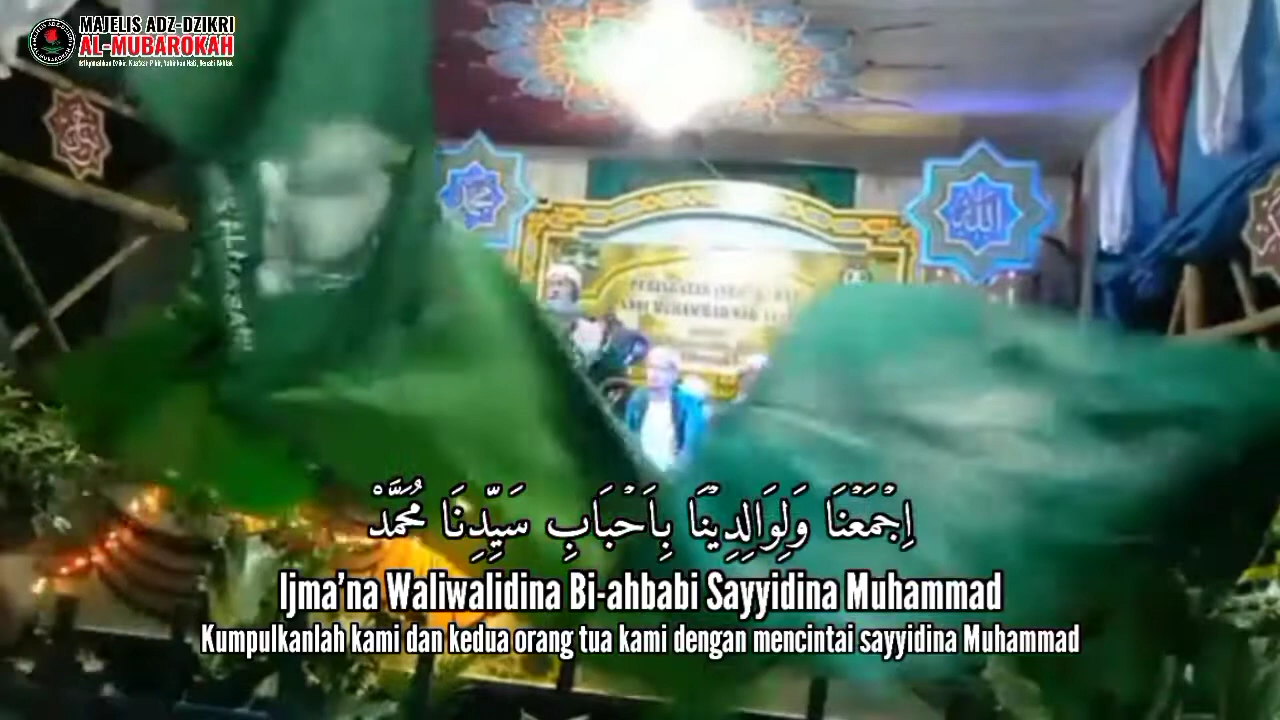 MAJELIS ADZ-DZIKRI
AL-MUBAROKAH
الله
اِجْمَعْنَا وَلِوَالِدِيْنَا بِاَحْبَابِ سَيِّدِنَا مُحَمَّدْ
Ijma'na Waliwalidina Bi-ahbabi Sayyidina Muhammad
Kumpulkanlah kami dan kedua orang tua kami dengan mencintai sayyidina Muhammad